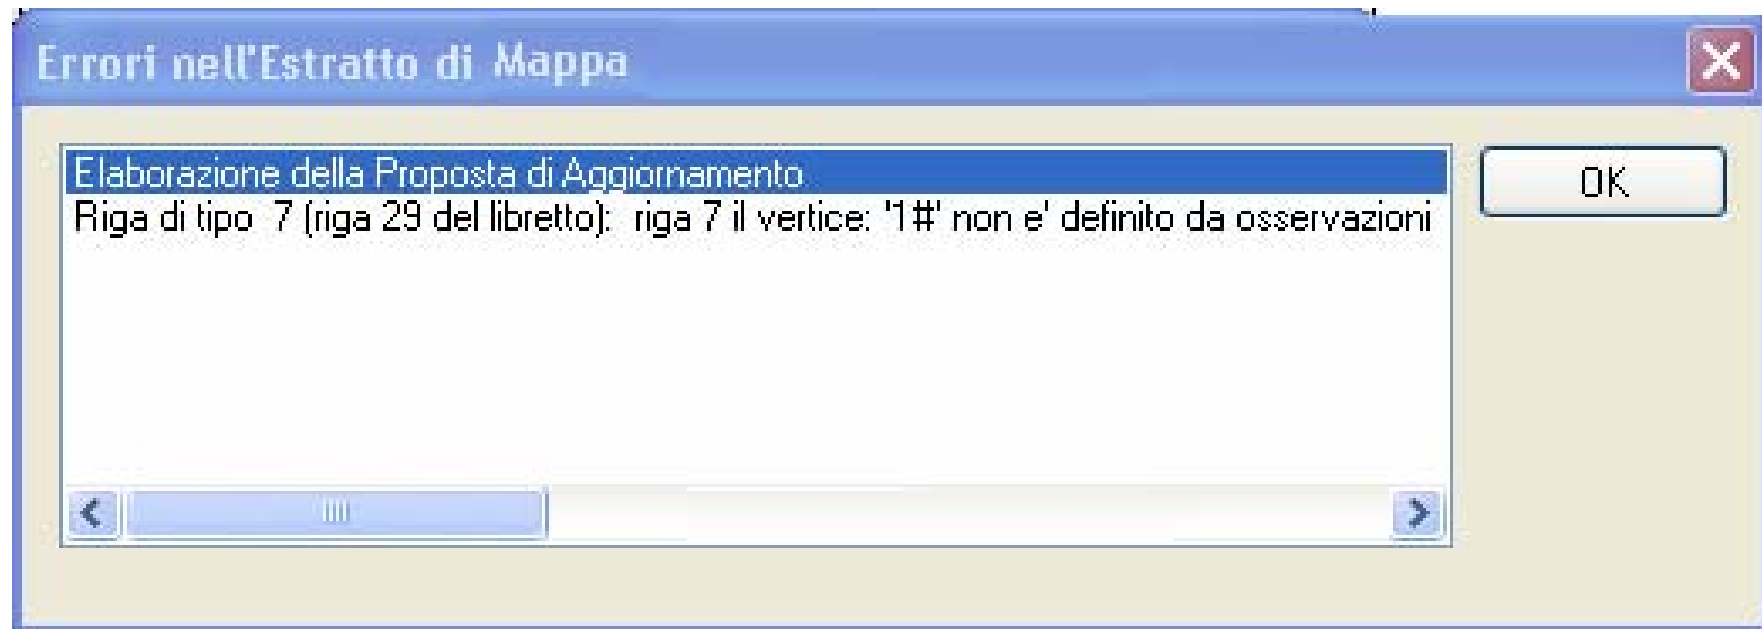 Errori nell'Estratto di Mappa
Elaborazione della Proposta di Aggiornamento
Riga di tipo 7 (riga 29 del libretto): riga 7 il vertice: '1#' non e' definito da osservazioni
OK